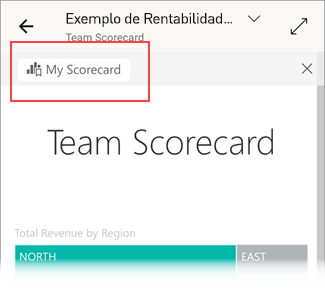 Exemplo de Rentabilidad...
Team Scorecard
My Scorecard
Team Scorecard
Total Revenue by Region
NORTH EAST